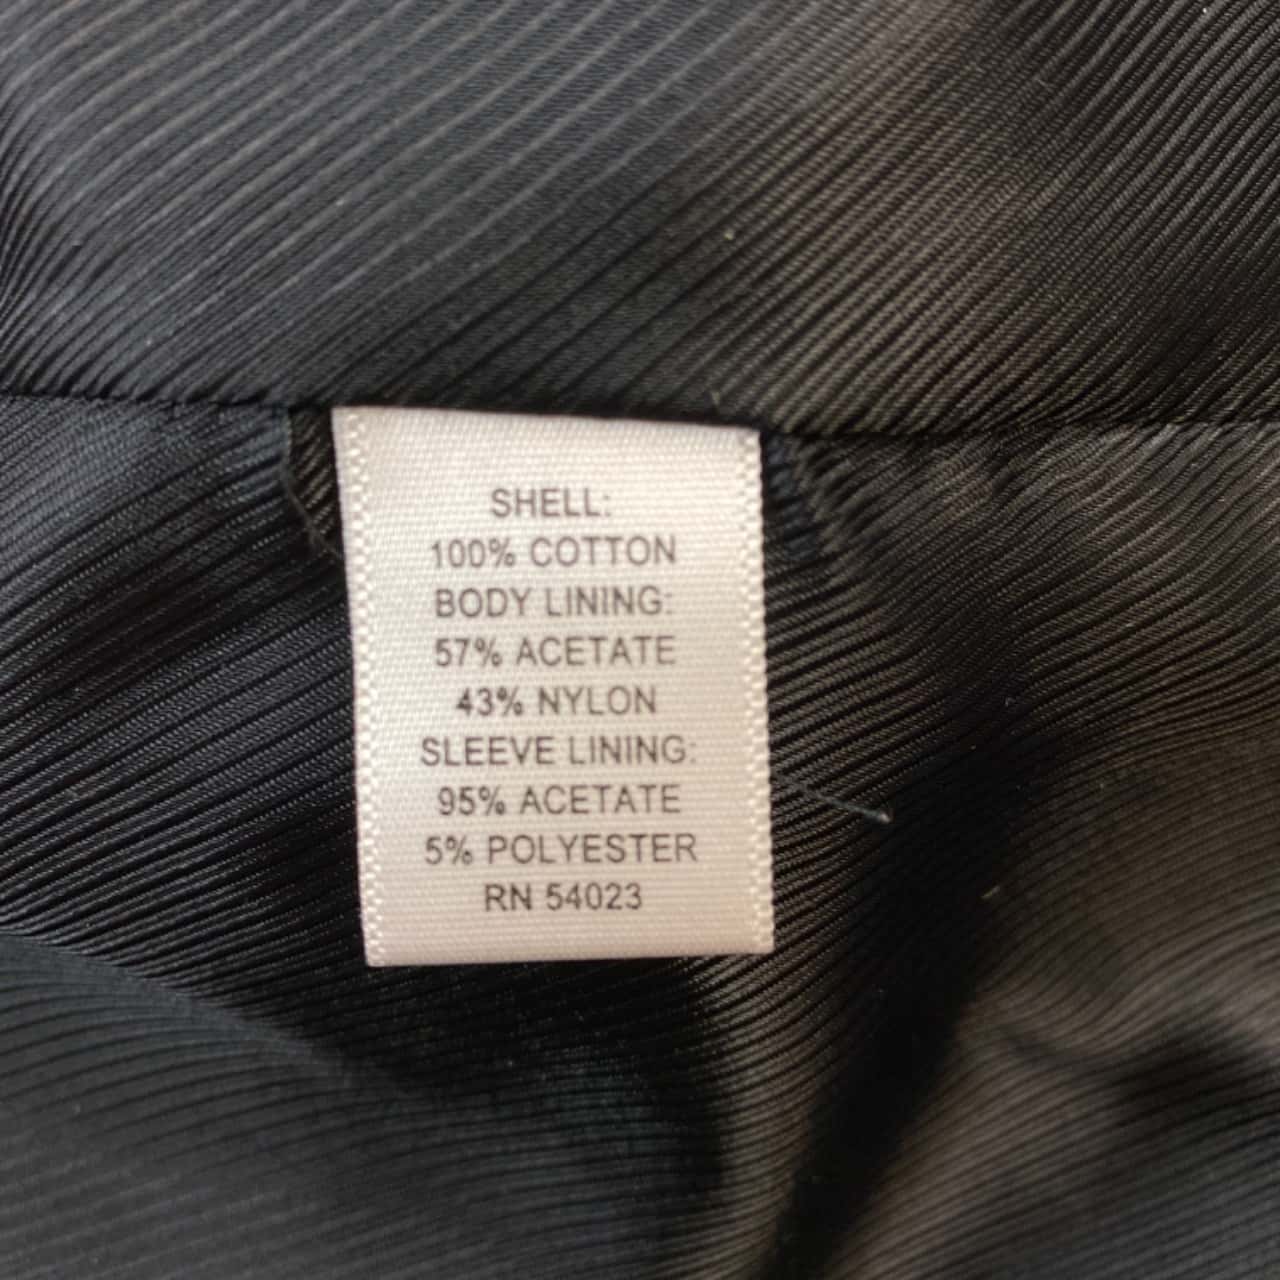 SHELL:
100% COTTON
BODY LINING:
57% ACETATE
43% NYLON
SLEEVE LINING:
95% ACETATE
5% POLYESTER
RN 54023